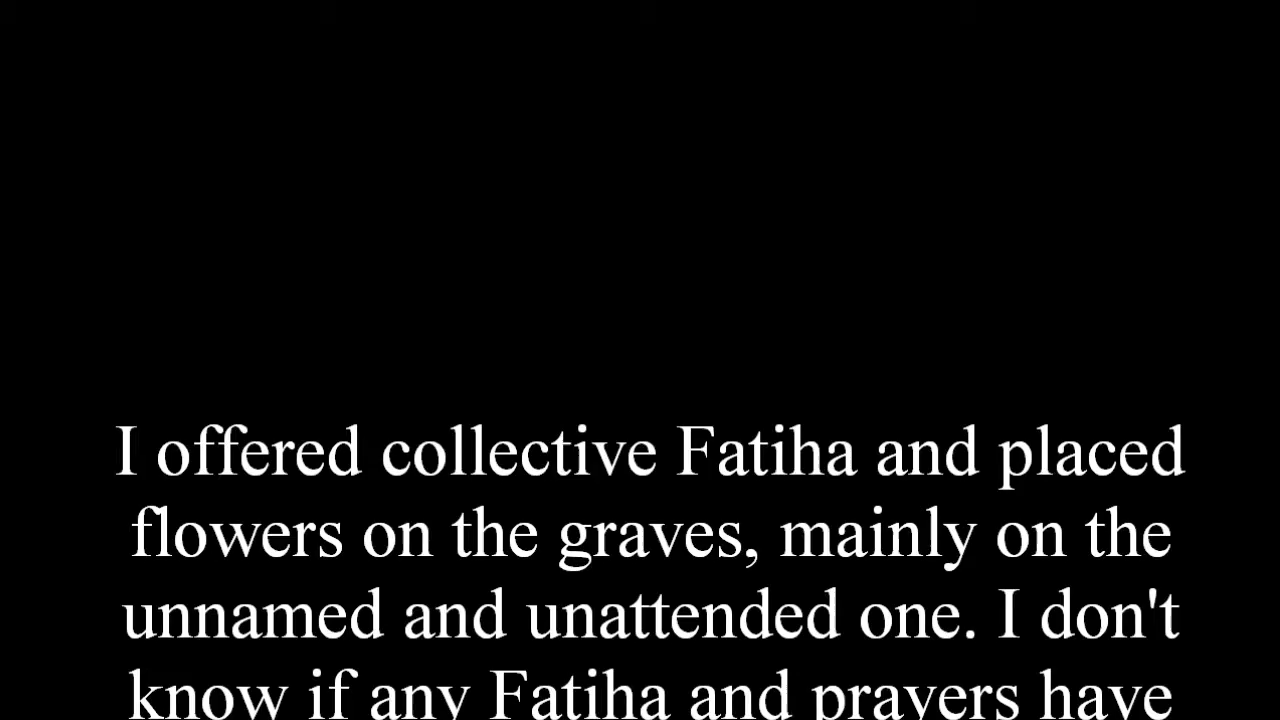 I offered collective Fatiha and placed
flowers on the graves, mainly on the
unnamed and unattended one. I don't
know if any Fatiha and prayers have